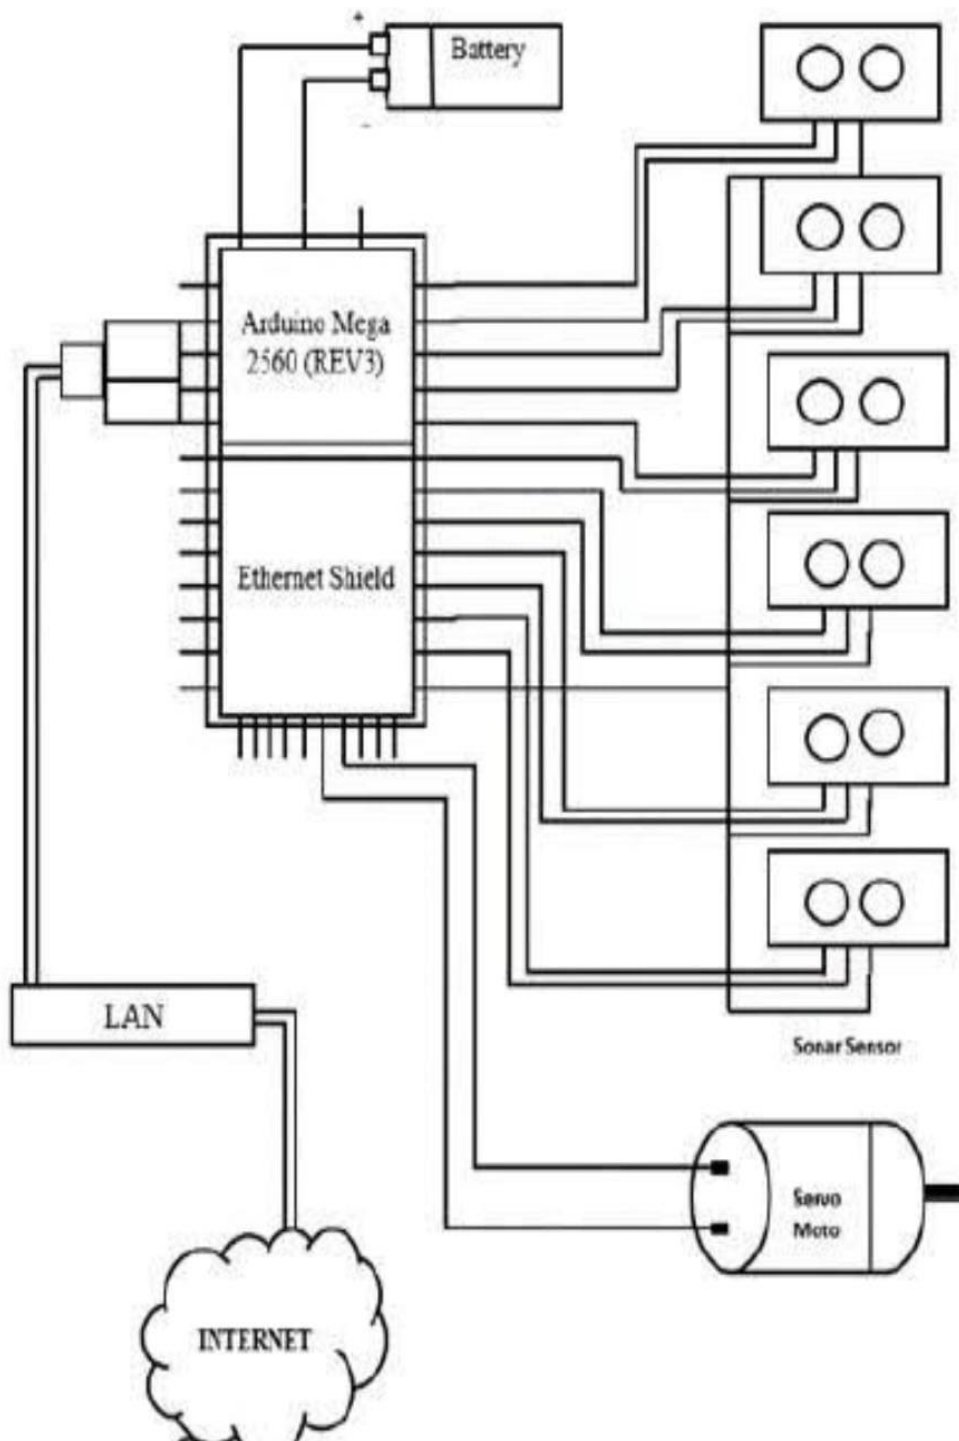 +
Battery
-
Arduino Mega
2560 (REV3)
Ethernet Shield
LAN
Sonar Sensor
Servo
Moto
INTERNET